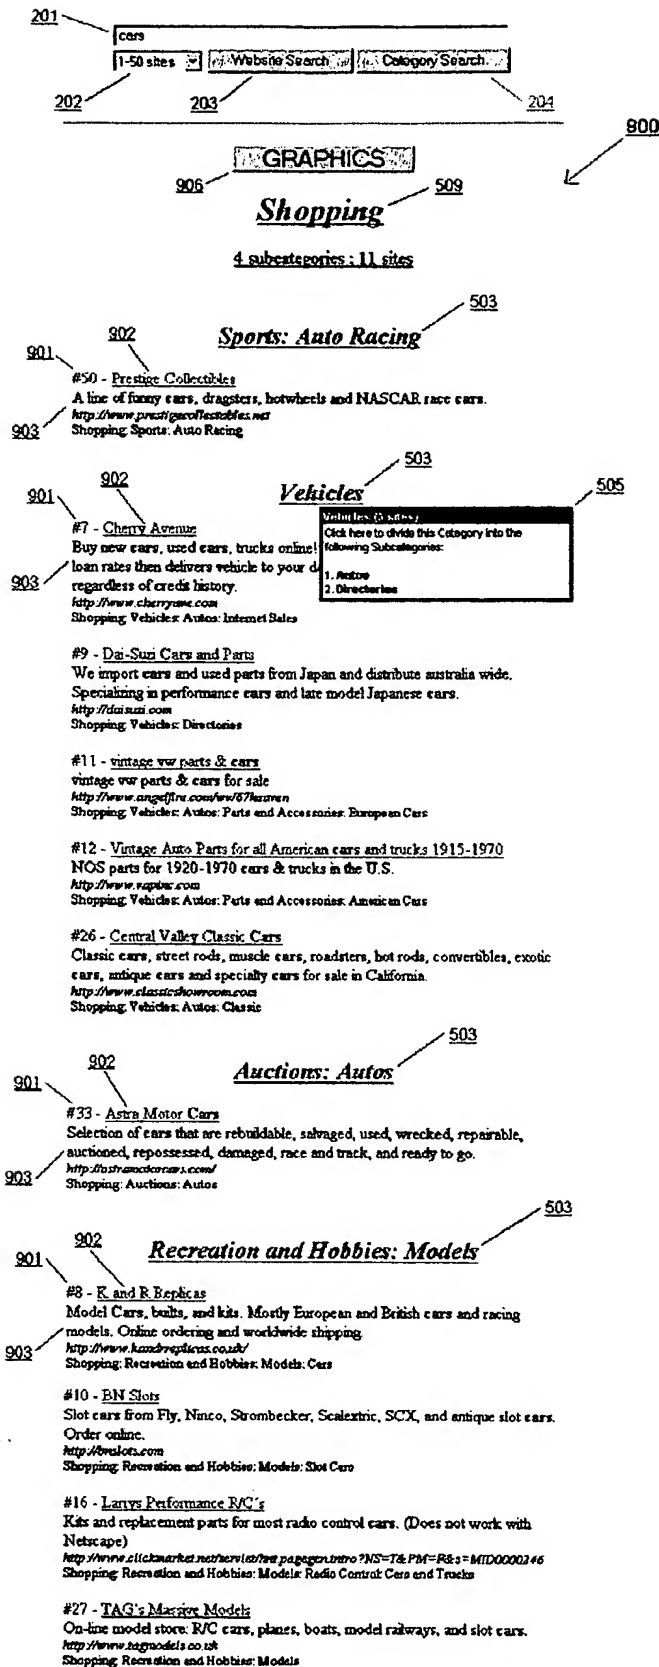 201
cars
1-50 sites Website Search Category Search
202 203 204
900
GRAPHICS
906 509
Shopping
4 subcategories : 11 sites
503
Sports: Auto Racing
901 902
#50 - Prestige Collectibles
A line of funny cars, dragsters, hotwheels and NASCAR race cars.
http://www.prestigecollectables.net
903
Shopping: Sports: Auto Racing
503
901 902
Vehicles
505
#7 - Cherry Avenue
Vehicles (5 sites)
Click here to divide this Category into the
following Subcategories:
1. Autos
2. Directories
Buy new cars, used cars, trucks online!
loan rates then delivers vehicle to your
903
regardless of credit history.
http://www.cherryave.com
Shopping: Vehicles: Autos: Internet Sales
#9 - Dai-Suzi Cars and Parts
We import cars and used parts from Japan and distribute australia wide.
Specializing in performance cars and late model Japanese cars.
http://daisuzi.com
Shopping: Vehicles: Directories
#11 - vintage vw parts & cars
vintage vw parts & cars for sale
Shopping: Vehicles: Autos: Parts and Accessories: European Cars
#12 - Vintage Auto Parts for all American cars and trucks 1915-1970
NOS parts for 1920-1970 cars & trucks in the U.S.
Shopping: Vehicles: Autos: Parts and Accessories: American Cars
#26 - Central Valley Classic Cars
Classic cars, street rods, muscle cars, roadsters, hot rods, convertibles, exotic
cars, antique cars and specialty cars for sale in California.
http://www.classicshowroom.com
Shopping: Vehicles: Autos: Classic
503
901 902
Auctions: Autos
#33 - Astra Motor Cars
Selection of cars that are rebuildable, salvaged, used, wrecked, repairable,
auctioned, repossessed, damaged, race and track, and ready to go.
http://astramotorcars.com/
903
Shopping: Auctions: Autos
503
901 902
Recreation and Hobbies: Models
#8 - K and R Replicas
Model Cars, builts, and kits. Mostly European and British cars and racing
models. Online ordering and worldwide shipping.
903
http://www.kandrreplicas.co.uk/
Shopping: Recreation and Hobbies: Models: Cars
#10 - BN Slots
Slot cars from Fly, Ninco, Strombecker, Scalextric, SCX, and antique slot cars.
Order online.
http://bnslots.com
Shopping: Recreation and Hobbies: Models: Slot Cars
#16 - Larrys Performance R/C's
Kits and replacement parts for most radio control cars. (Does not work with
Netscape)
Shopping: Recreation and Hobbies: Models: Radio Control: Cars and Trucks
#27 - TAG's Massive Models
On-line model store: R/C cars, planes, boats, model railways, and slot cars.
http://www.tagmodels.co.uk
Shopping: Recreation and Hobbies: Models